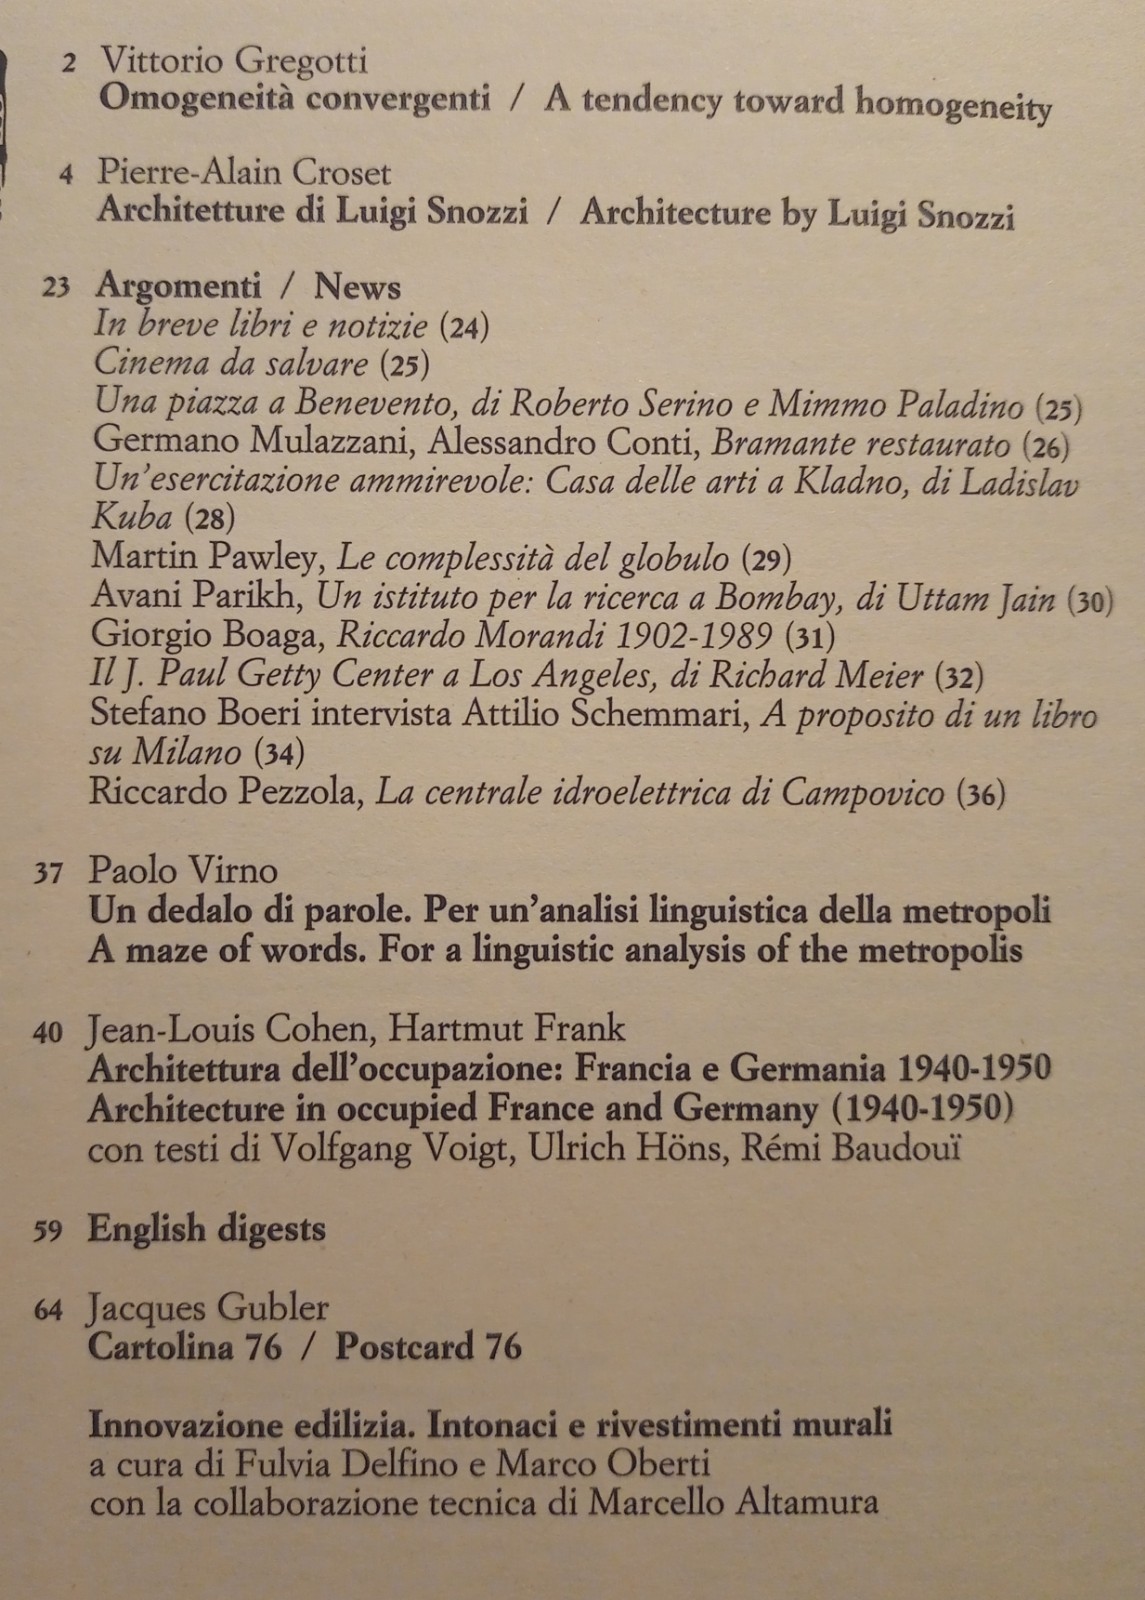 2 Vittorio Gregotti
Omogeneità convergenti / A tendency toward homogeneity
4 Pierre-Alain Croset
Architetture di Luigi Snozzi / Architecture by Luigi Snozzi
23 Argomenti / News
In breve libri e notizie (24)
Cinema da salvare (25)
Una piazza a Benevento, di Roberto Serino e Mimmo Paladino (25)
Germano Mulazzani, Alessandro Conti, Bramante restaurato (26)
Un'esercitazione ammirevole: Casa delle arti a Kladno, di Ladislav
Kuba (28)
Martin Pawley, Le complessità del globulo (29)
Avani Parikh, Un istituto per la ricerca a Bombay, di Uttam Jain (30)
Giorgio Boaga, Riccardo Morandi 1902-1989 (31)
Il J. Paul Getty Center a Los Angeles, di Richard Meier (32)
Stefano Boeri intervista Attilio Schemmari, A proposito di un libro
su Milano (34)
Riccardo Pezzola, La centrale idroelettrica di Campovico (36)
37 Paolo Virno
Un dedalo di parole. Per un'analisi linguistica della metropoli
A maze of words. For a linguistic analysis of the metropolis
40 Jean-Louis Cohen, Hartmut Frank
Architettura dell'occupazione: Francia e Germania 1940-1950
Architecture in occupied France and Germany (1940-1950)
con testi di Volfgang Voigt, Ulrich Höns, Rémi Baudouï
59 English digests
64 Jacques Gubler
Cartolina 76 / Postcard 76
Innovazione edilizia. Intonaci e rivestimenti murali
a cura di Fulvia Delfino e Marco Oberti
con la collaborazione tecnica di Marcello Altamura